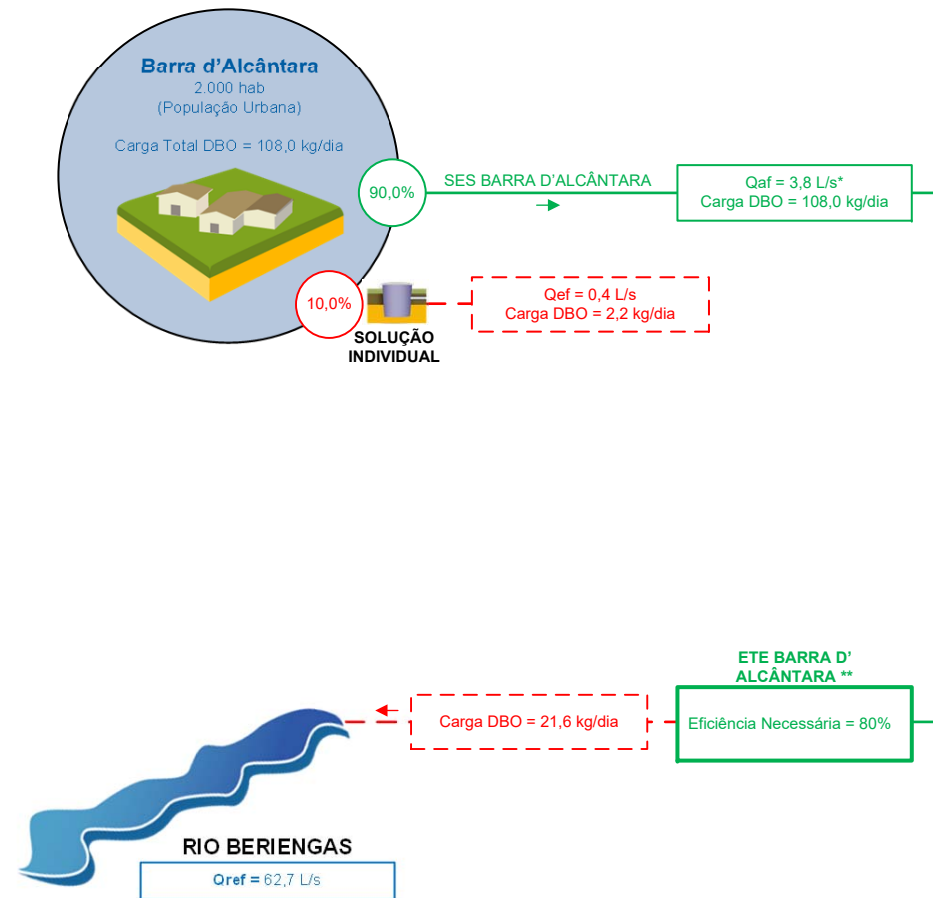 Barra d'Alcântara
2.000 hab
(População Urbana)
Carga Total DBO = 108,0 kg/dia
90,0%
SES BARRA D'ALCÂNTARA
Qaf = 3,8 L/s*
Carga DBO = 108,0 kg/dia
10,0%
SOLUÇÃO
INDIVIDUAL
Qef = 0,4 L/s
Carga DBO = 2,2 kg/dia
ETE BARRA D'
ALCÂNTARA **
Eficiência Necessária = 80%
Carga DBO = 21,6 kg/dia
RIO BERIENGAS
Qref = 62,7 L/s